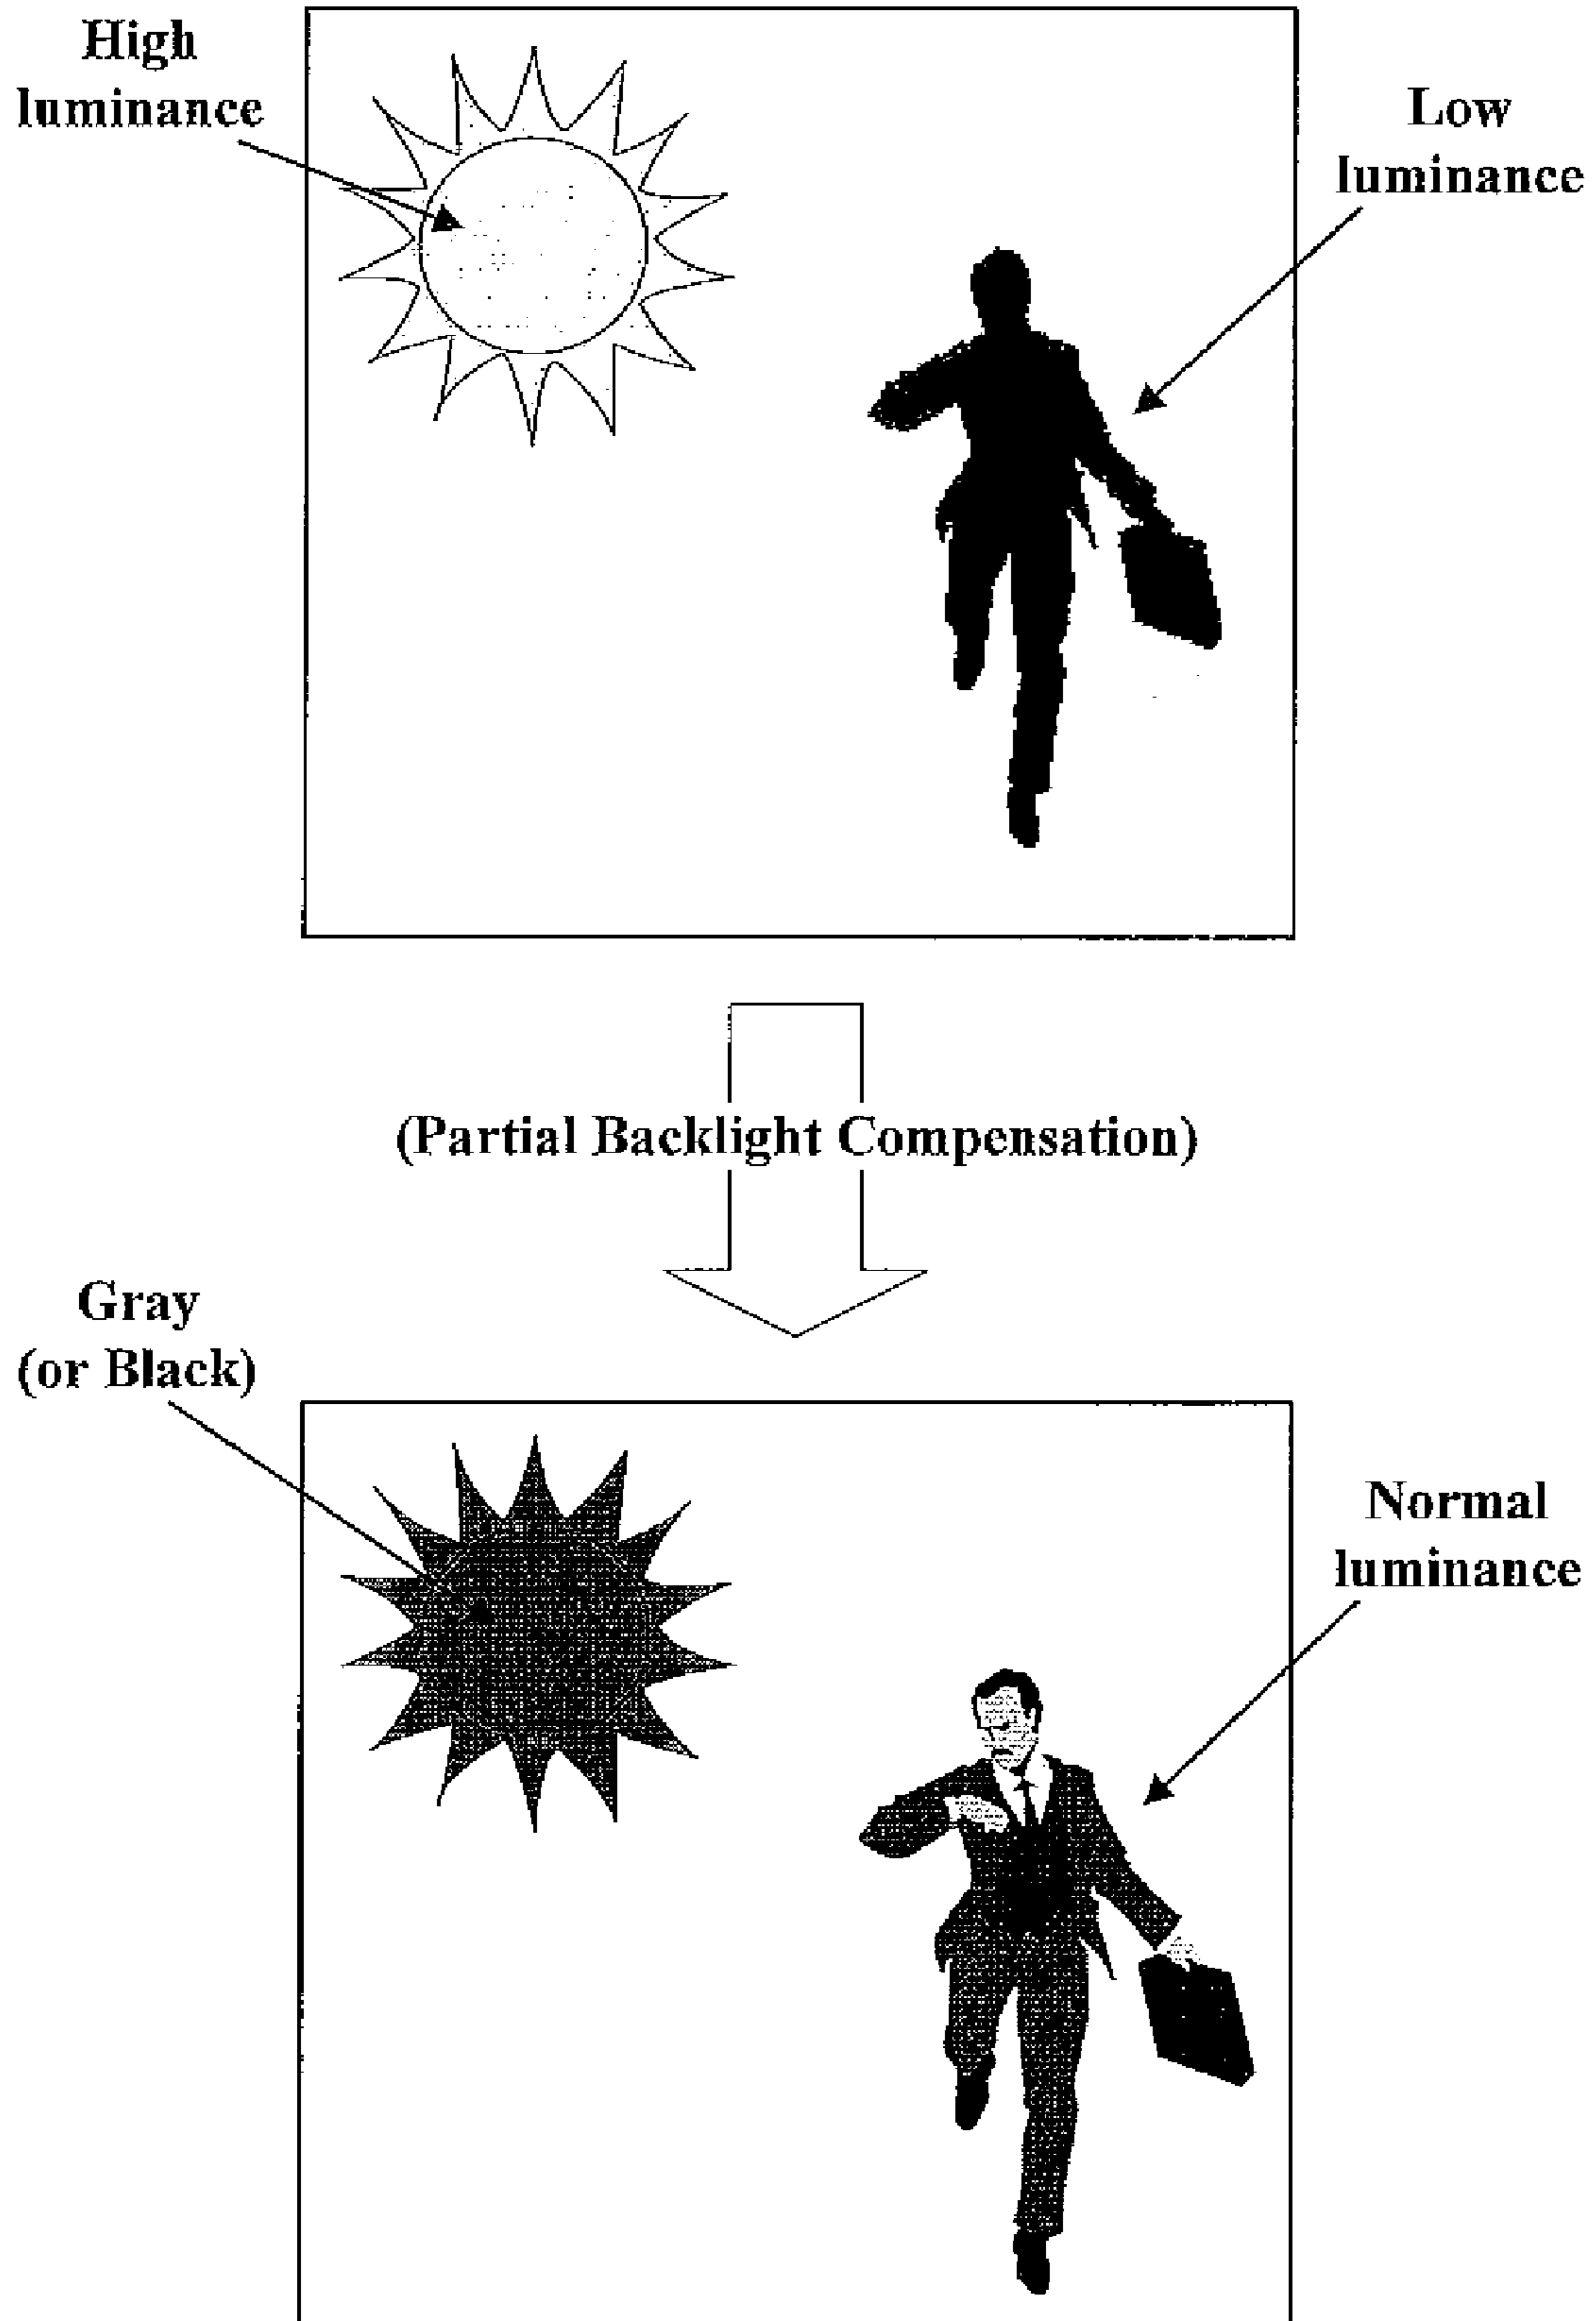 High
luminance
Low
luminance
(Partial Backlight Compensation)
Gray
(or Black)
Normal
luminance